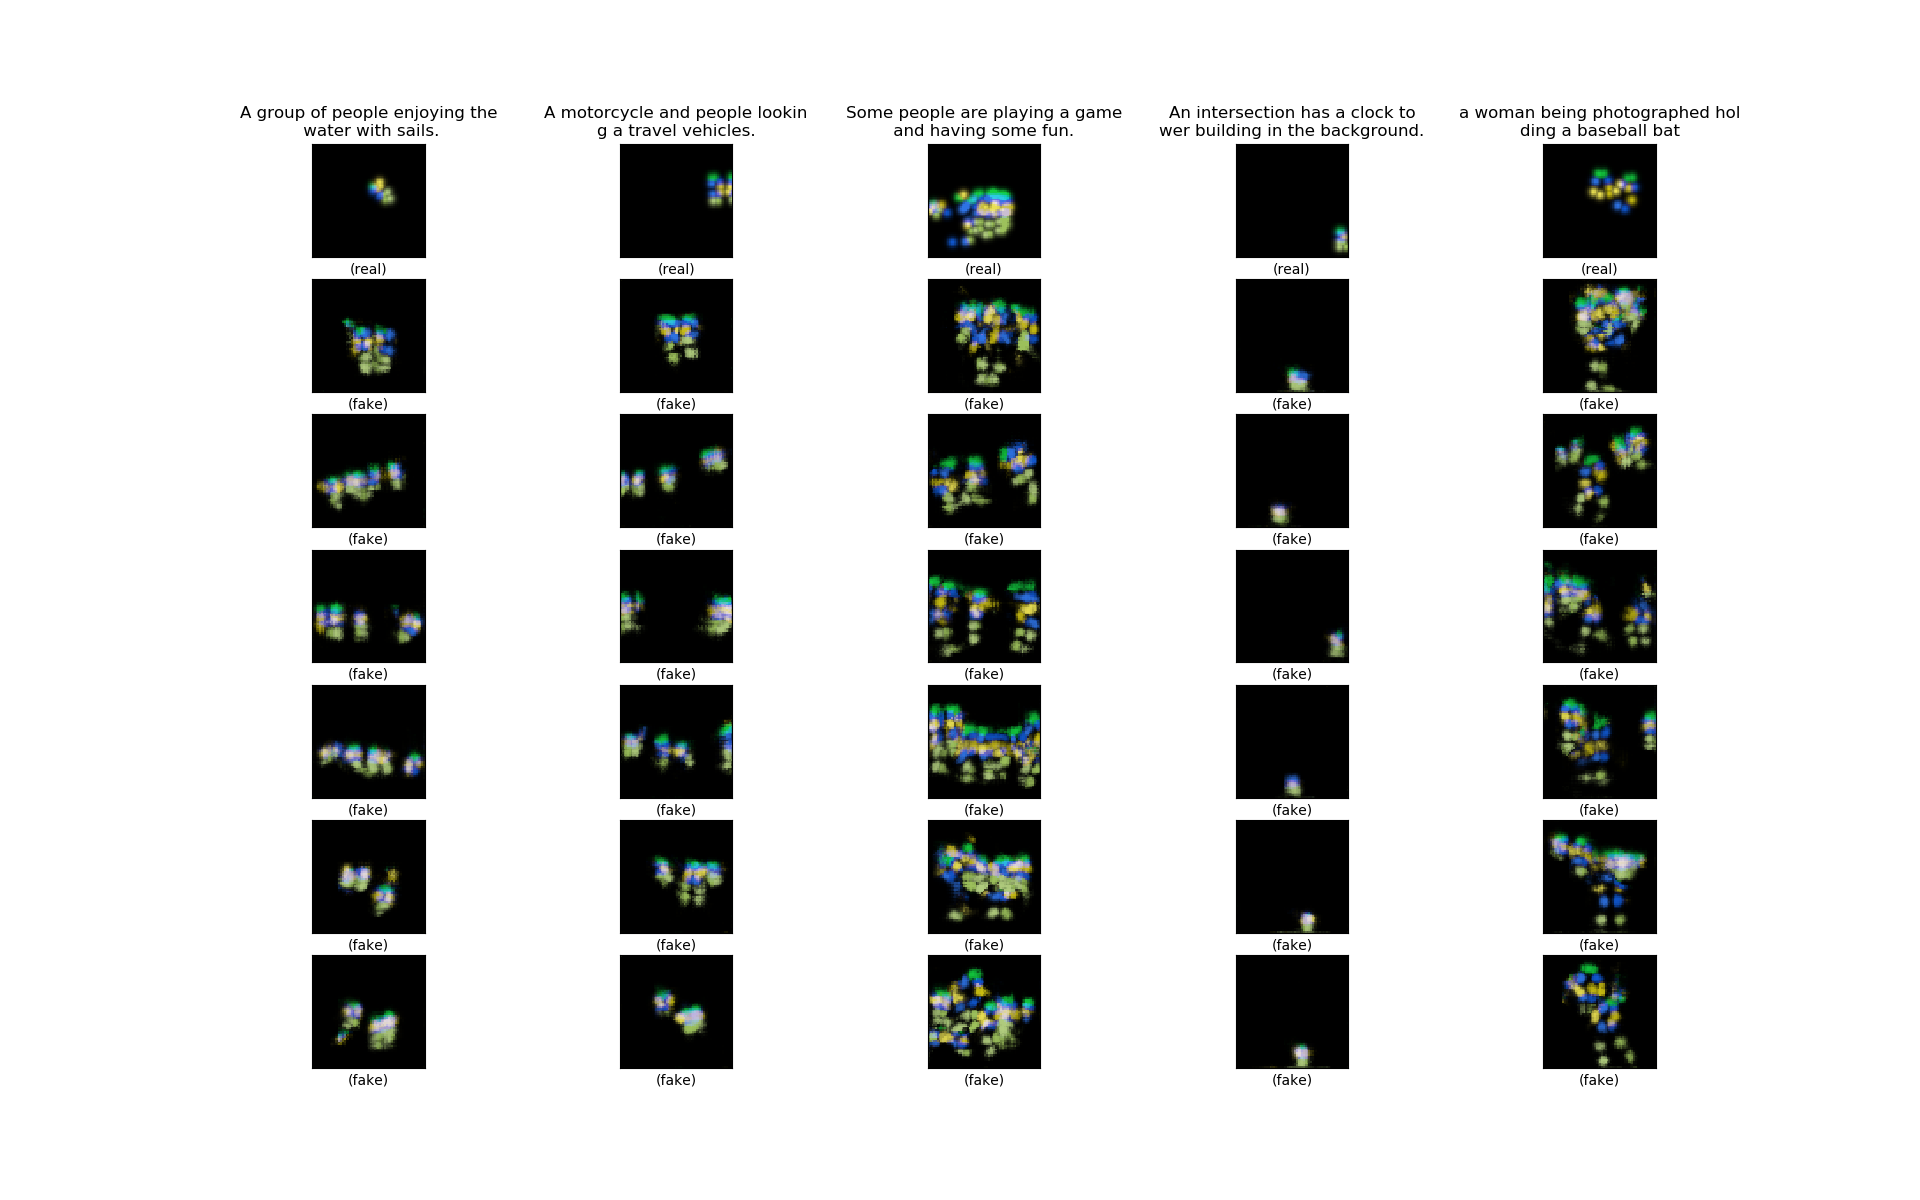 A group of people enjoying the
water with sails.
A motorcycle and people lookin
g a travel vehicles.
Some people are playing a game
and having some fun.
An intersection has a clock to
wer building in the background.
a woman being photographed hol
ding a baseball bat
(real) (real) (real) (real) (real)
(fake) (fake) (fake) (fake) (fake)
(fake) (fake) (fake) (fake) (fake)
(fake) (fake) (fake) (fake) (fake)
(fake) (fake) (fake) (fake) (fake)
(fake) (fake) (fake) (fake) (fake)
(fake) (fake) (fake) (fake) (fake)